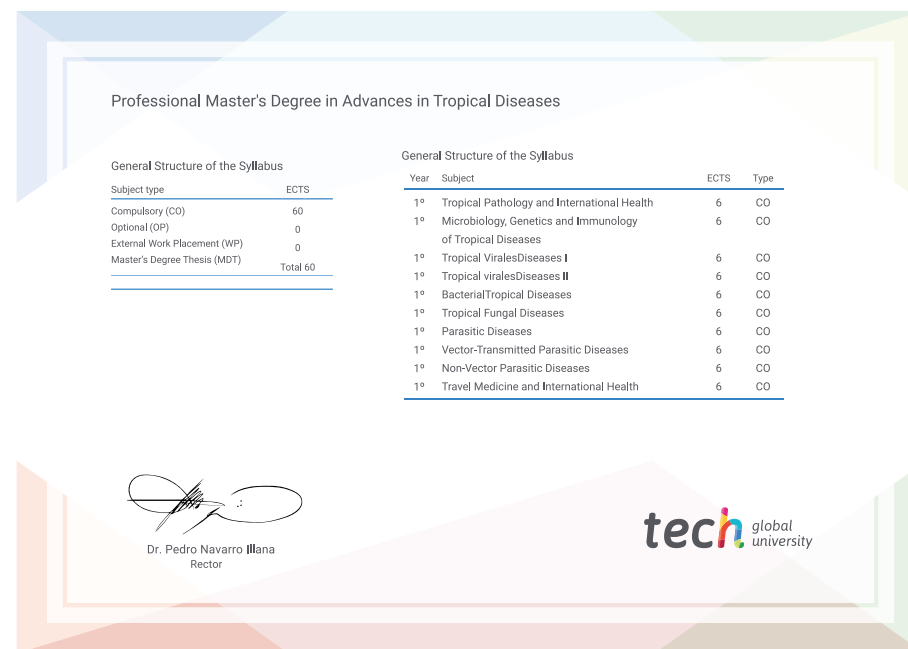 Professional Master's Degree in Advances in Tropical Diseases
General Structure of the Syllabus
Subject type ECTS
Compulsory (CO) 60
Optional (OP) 0
External Work Placement (WP) 0
Master's Degree Thesis (MDT)
Total 60
General Structure of the Syllabus
Year Subject ECTS Type
1º Tropical Pathology and International Health 6 CO
1º Microbiology, Genetics and Immunology 6 CO
of Tropical Diseases
1º Tropical ViralesDiseases I 6 CO
1º Tropical viralesDiseases II 6 CO
1º BacterialTropical Diseases 6 CO
1º Tropical Fungal Diseases 6 CO
1º Parasitic Diseases 6 CO
1º Vector-Transmitted Parasitic Diseases 6 CO
1º Non-Vector Parasitic Diseases 6 CO
1º Travel Medicine and International Health 6 CO
Dr. Pedro Navarro Illana
Rector
tech global
university